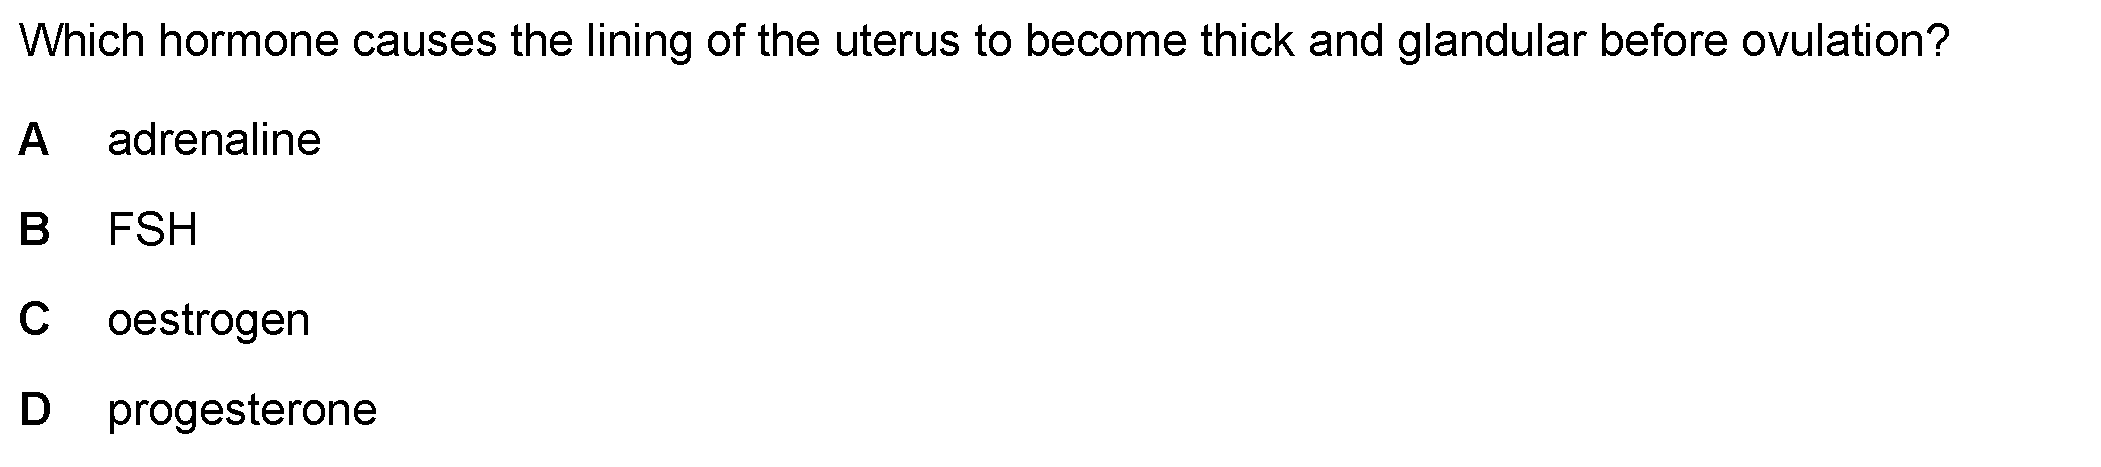 Which hormone causes the lining of the uterus to become thick and glandular before ovulation?
A adrenaline
B FSH
C oestrogen
D progesterone